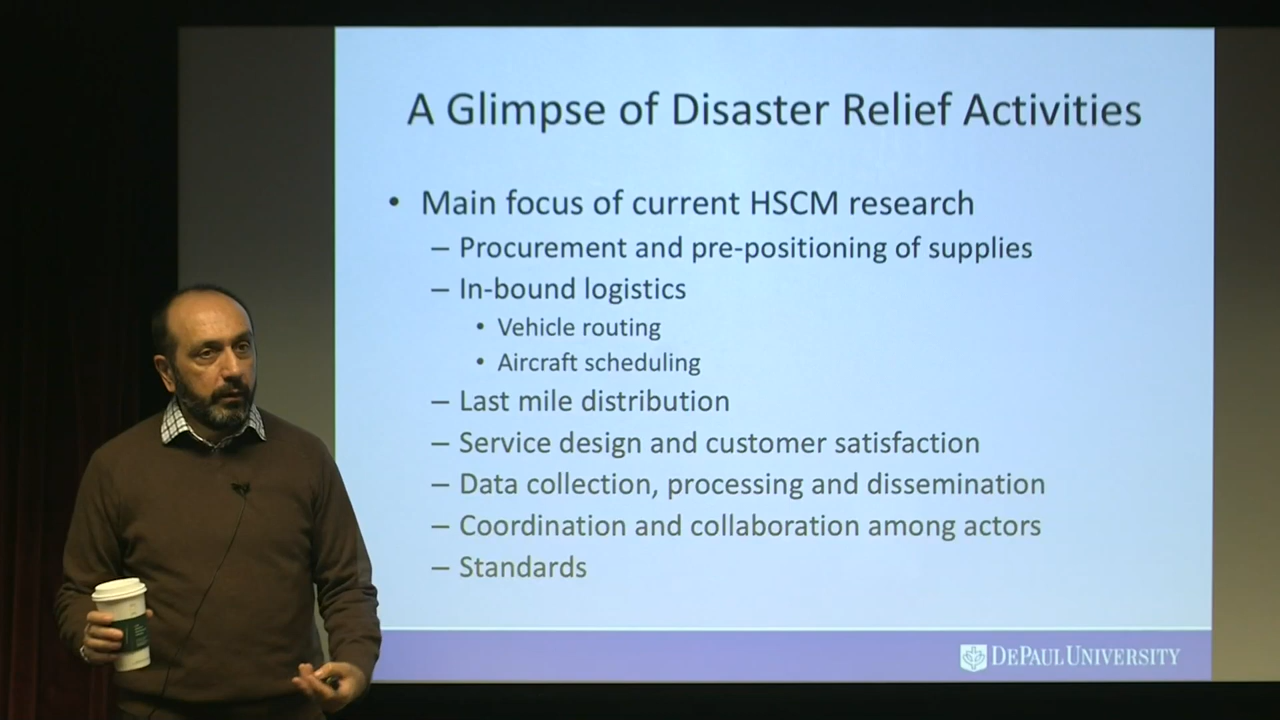 A Glimpse of Disaster Relief Activities
• Main focus of current HSCM research
– Procurement and pre-positioning of supplies
– In-bound logistics
• Vehicle routing
• Aircraft scheduling
– Last mile distribution
– Service design and customer satisfaction
– Data collection, processing and dissemination
– Coordination and collaboration among actors
– Standards
DEPAUL UNIVERSITY